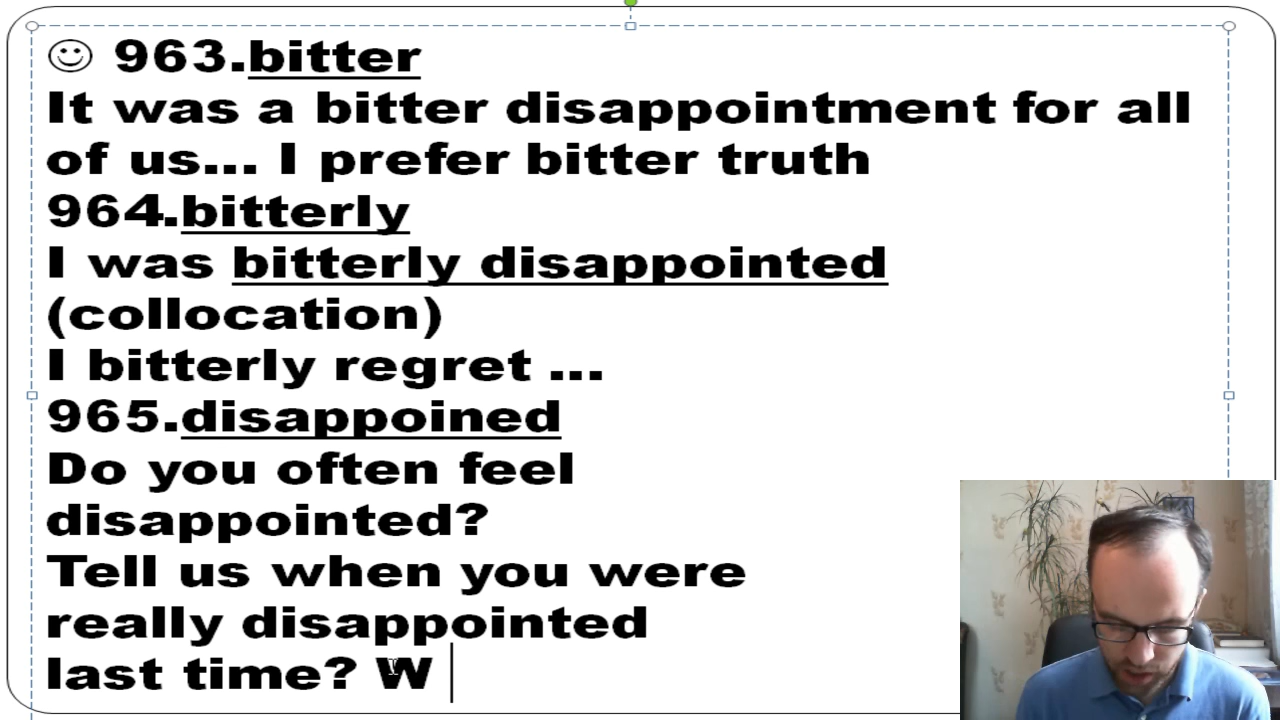 ☺ 963.bitter
It was a bitter disappointment for all
of us... I prefer bitter truth
964.bitterly
I was bitterly disappointed
(collocation)
I bitterly regret ...
965.disappoined
Do you often feel
disappointed?
Tell us when you were
really disappointed
last time? W